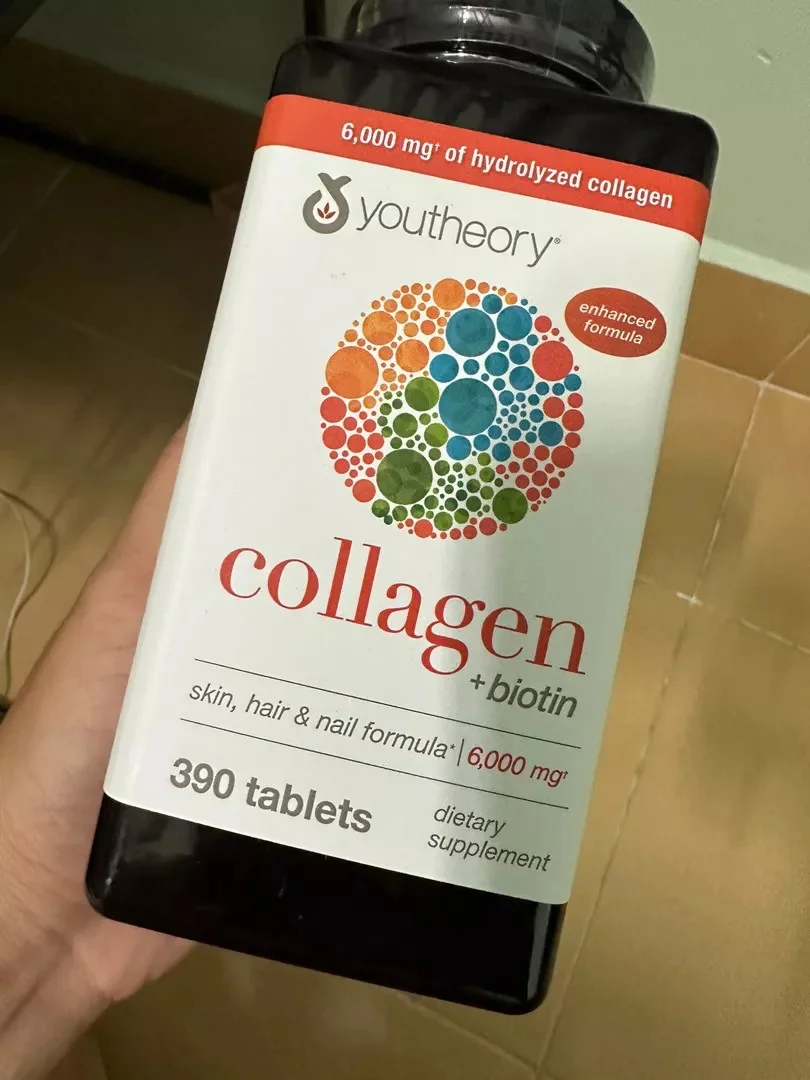 6,000 mg† of hydrolyzed collagen
youtheory®
enhanced
formula
collagen
+biotin
skin, hair & nail formula* | 6,000 mg†
390 tablets
dietary
supplement